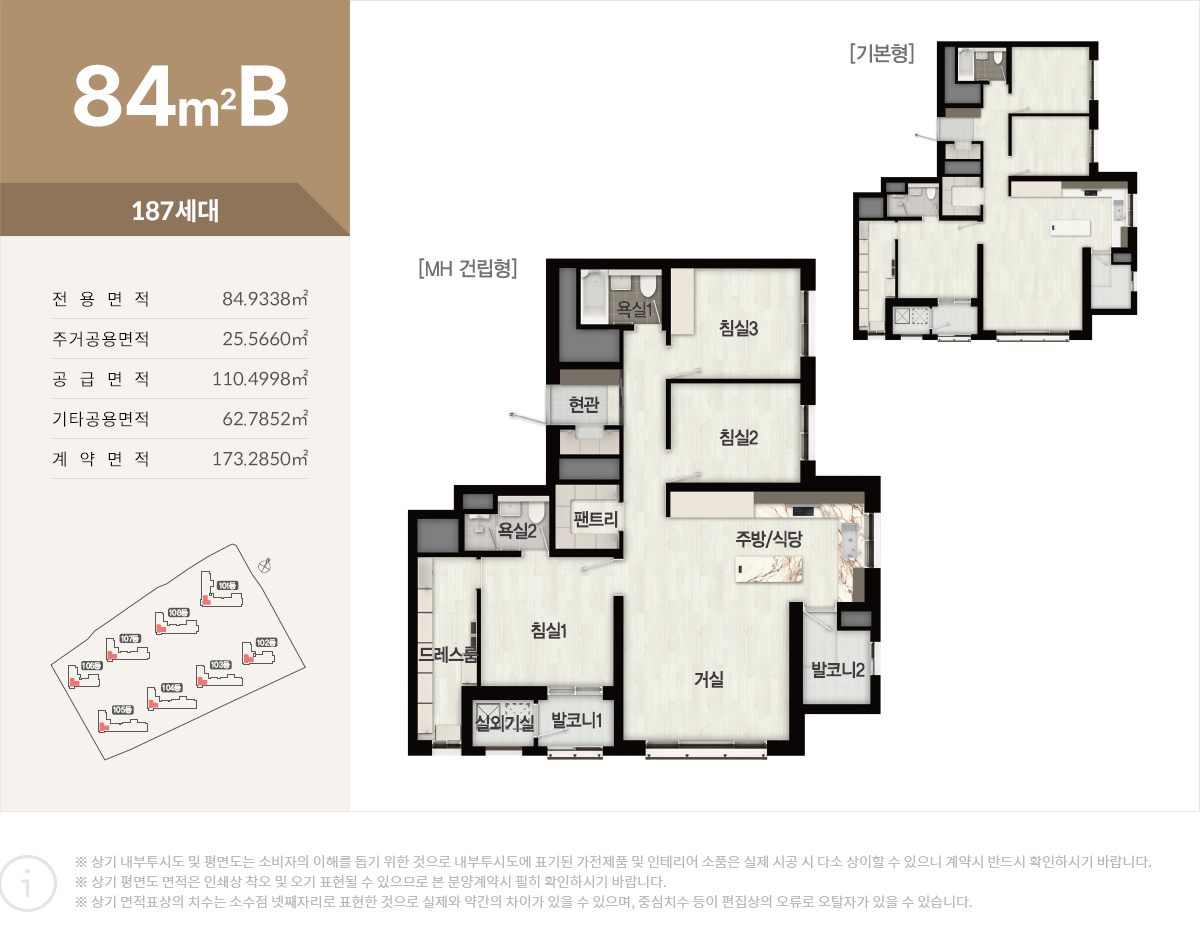 84m²B
187세대
전용면적 84.9338㎡
주거공용면적 25.5660㎡
공급면적 110.4998㎡
기타공용면적 62.7852㎡
계약면적 173.2850㎡
101동
108동
107동
102동
106동
103동
104동
105동
[기본형]
[MH 건립형]
욕실1
침실3
현관
침실2
팬트리
욕실2
주방/식당
침실1
드레스룸
거실
발코니2
실외기실
발코니1
※ 상기 내부투시도 및 평면도는 소비자의 이해를 돕기 위한 것으로 내부투시도에 표기된 가전제품 및 인테리어 소품은 실제 시공 시 다소 상이할 수 있으니 계약시 반드시 확인하시기 바랍니다.
※ 상기 평면도 면적은 인쇄상 착오 및 오기 표현될 수 있으므로 본 분양계약시 필히 확인하시기 바랍니다.
※ 상기 면적표상의 치수는 소수점 넷째자리로 표현한 것으로 실제와 약간의 차이가 있을 수 있으며, 중심치수 등이 편집상의 오류로 오탈자가 있을 수 있습니다.